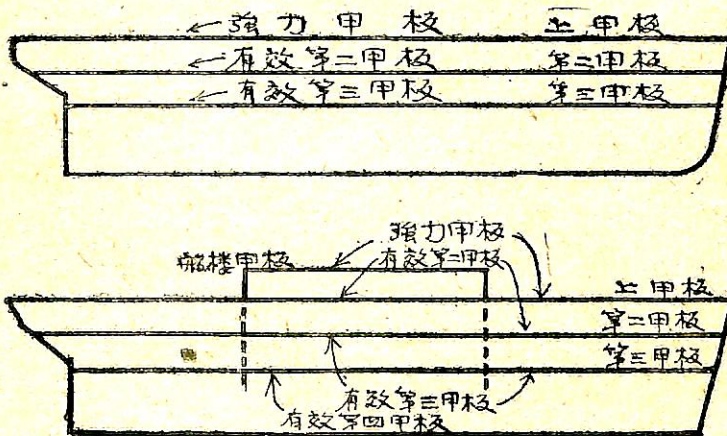 強力甲板 上甲板
有效第二甲板 第二甲板
有效第三甲板 第三甲板
強力甲板
船楼甲板 有效第二甲板
上甲板
第二甲板
第三甲板
有效第三甲板
有效第四甲板